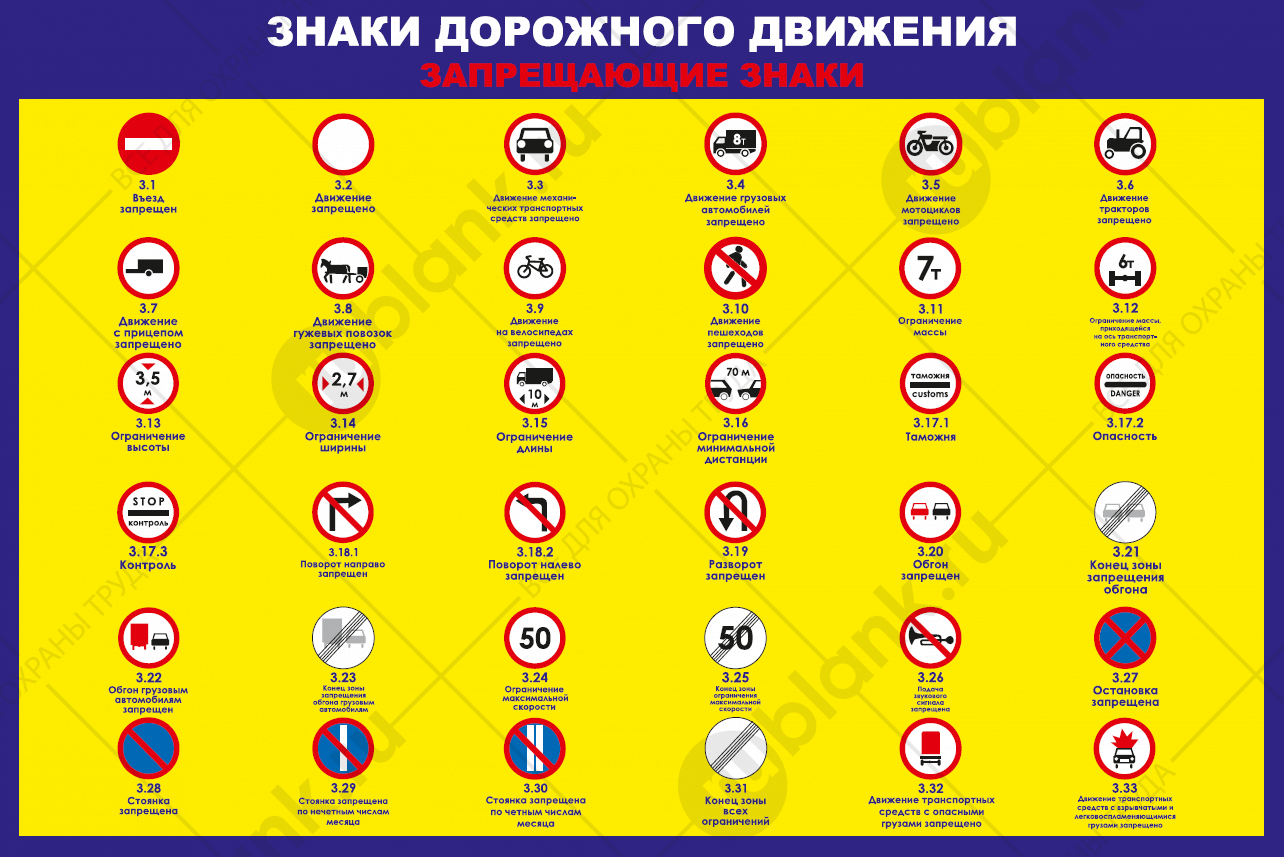 ЗНАКИ ДОРОЖНОГО ДВИЖЕНИЯ
ЗАПРЕЩАЮЩИЕ ЗНАКИ
3.1
Въезд
запрещен
3.2
Движение
запрещено
3.3
Движение механи-
ческих транспортных
средств запрещено
8т
3.4
Движение грузовых
автомобилей
запрещено
3.5
Движение
мотоциклов
запрещено
3.6
Движение
тракторов
запрещено
3.7
Движение
с прицепом
запрещено
3.8
Движение
гужевых повозок
запрещено
3.9
Движение
на велосипедах
запрещено
3.10
Движение
пешеходов
запрещено
7т
3.11
Ограничение
массы
6т
3.12
Ограничение массы,
приходящейся
на ось транспорт-
ного средства
3,5
м
3.13
Ограничение
высоты
2,7
м
3.14
Ограничение
ширины
10
м
3.15
Ограничение
длины
70 м
3.16
Ограничение
минимальной
дистанции
таможня
customs
3.17.1
Таможня
опасность
DANGER
3.17.2
Опасность
STOP
контроль
3.17.3
Контроль
3.18.1
Поворот направо
запрещен
3.18.2
Поворот налево
запрещен
3.19
Разворот
запрещен
3.20
Обгон
запрещен
3.21
Конец зоны
запрещения
обгона
3.22
Обгон грузовым
автомобилям
запрещен
3.23
Конец зоны
запрещения
обгона грузовым
автомобилям
50
3.24
Ограничение
максимальной
скорости
50
3.25
Конец зоны
ограничения
максимальной
скорости
3.26
Подача
звукового
сигнала
запрещена
3.27
Остановка
запрещена
3.28
Стоянка
запрещена
3.29
Стоянка запрещена
по нечетным числам
месяца
3.30
Стоянка запрещена
по четным числам
месяца
3.31
Конец зоны
всех
ограничений
3.32
Движение транспортных
средств с опасными
грузами запрещено
3.33
Движение транспортных
средств с взрывчатыми и
легковоспламеняющимися
грузами запрещено
blank.ru